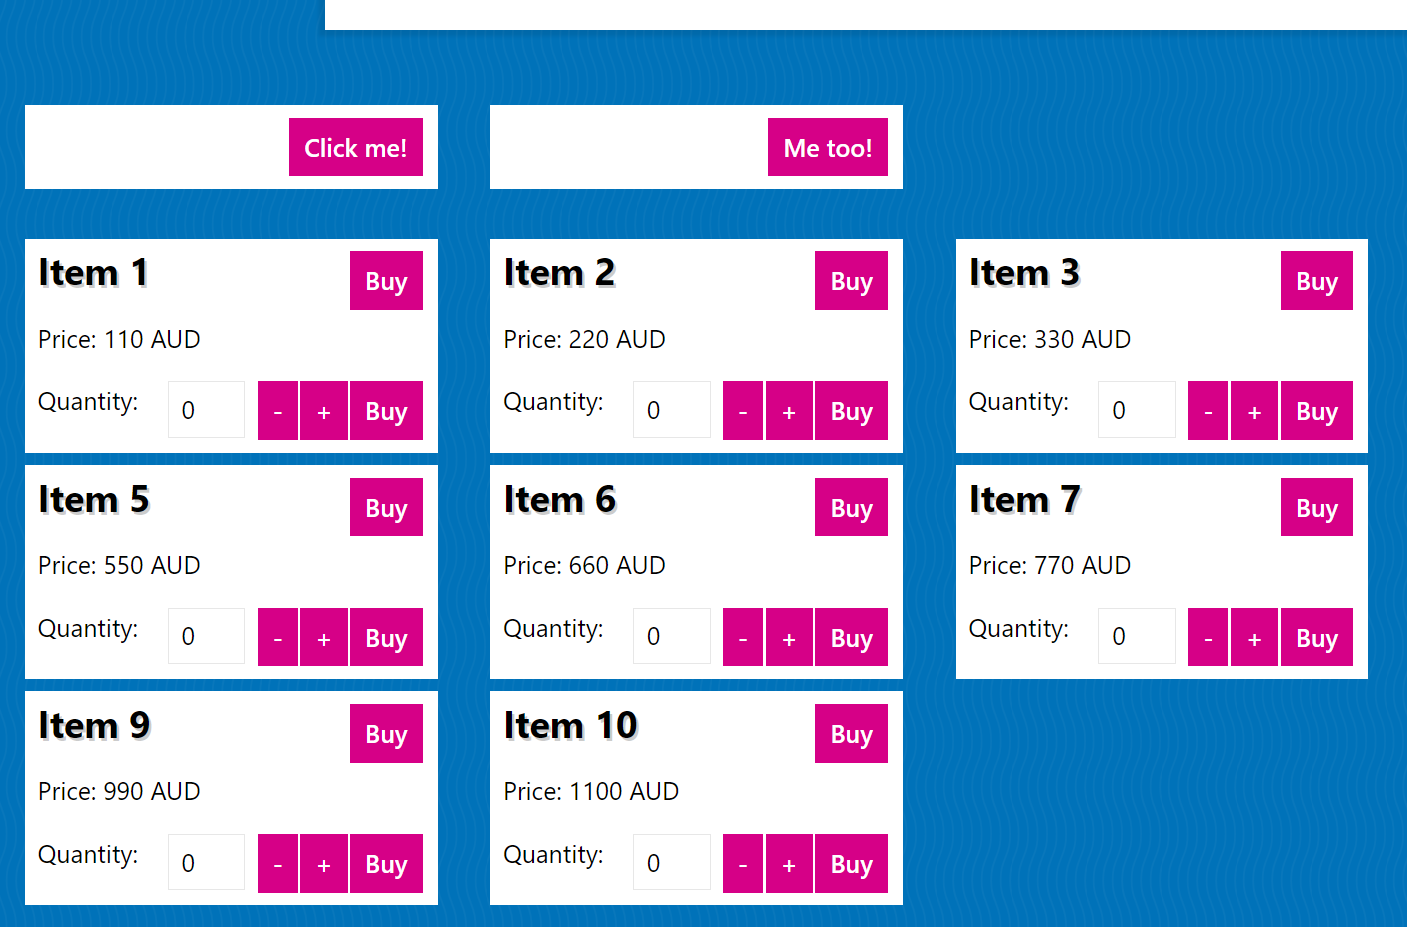 Click me!
Me too!
Item 1 Buy
Price: 110 AUD
Quantity: 0 - + Buy
Item 2 Buy
Price: 220 AUD
Quantity: 0 - + Buy
Item 3 Buy
Price: 330 AUD
Quantity: 0 - + Buy
Item 5 Buy
Price: 550 AUD
Quantity: 0 - + Buy
Item 6 Buy
Price: 660 AUD
Quantity: 0 - + Buy
Item 7 Buy
Price: 770 AUD
Quantity: 0 - + Buy
Item 9 Buy
Price: 990 AUD
Quantity: 0 - + Buy
Item 10 Buy
Price: 1100 AUD
Quantity: 0 - + Buy